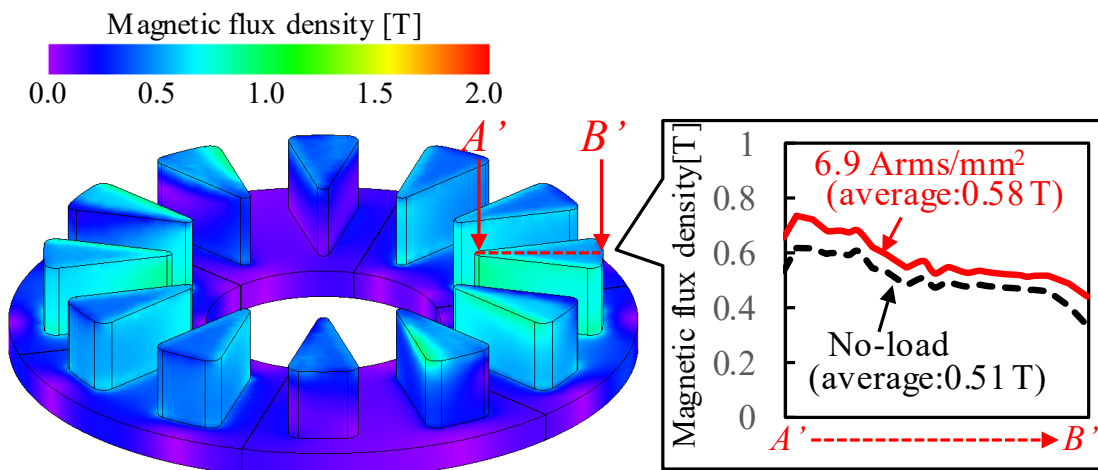 Magnetic flux density [T]
0.0 0.5 1.0 1.5 2.0
A’ B’
Magnetic flux density[T]
1
0.8
0.6
0.4
0.2
0
6.9 Arms/mm²
(average:0.58 T)
No-load
(average:0.51 T)
A’ B’